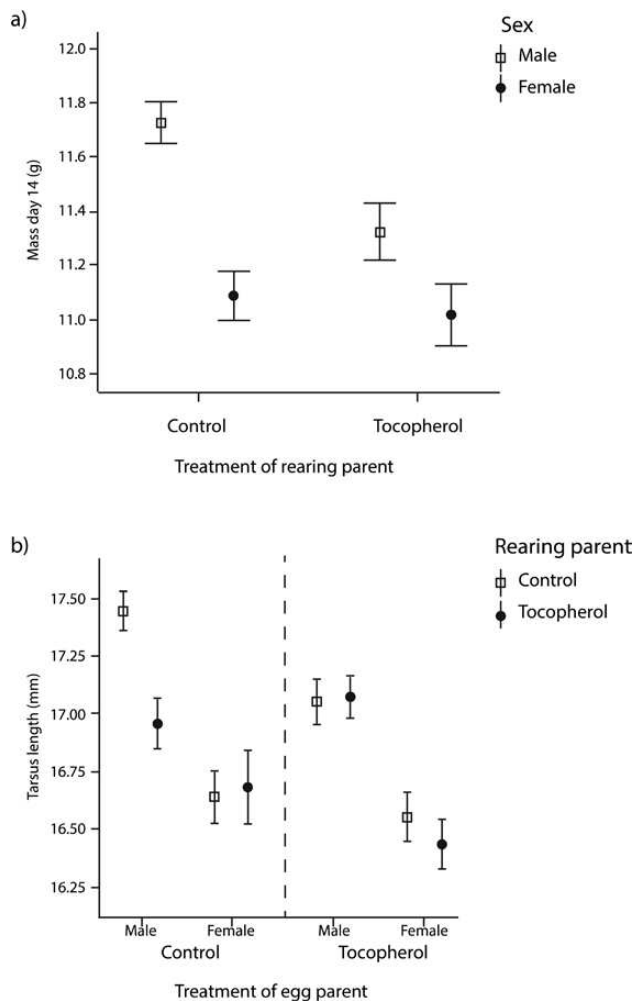 a)
Sex
Male
Female
12.0
11.8
11.6
11.4
11.2
11.0
10.8
Mass day 14 (g)
Control
Tocopherol
Treatment of rearing parent
b)
Rearing parent
Control
Tocopherol
17.50
17.25
17.00
16.75
16.50
16.25
Tarsus length (mm)
Male
Female
Male
Female
Control
Tocopherol
Treatment of egg parent